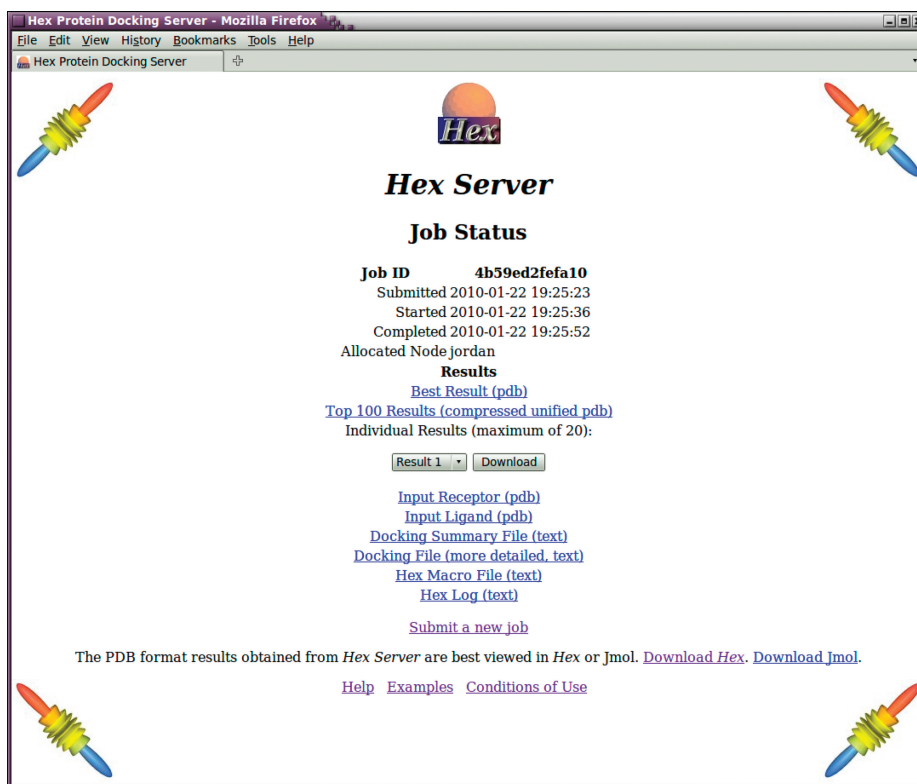 Hex Protein Docking Server - Mozilla Firefox
File Edit View History Bookmarks Tools Help
Hex Protein Docking Server
Hex
Hex Server
Job Status
Job ID 4b59ed2fefa10
Submitted 2010-01-22 19:25:23
Started 2010-01-22 19:25:36
Completed 2010-01-22 19:25:52
Allocated Node jordan
Results
Best Result (pdb)
Top 100 Results (compressed unified pdb)
Individual Results (maximum of 20):
Result 1 Download
Input Receptor (pdb)
Input Ligand (pdb)
Docking Summary File (text)
Docking File (more detailed, text)
Hex Macro File (text)
Hex Log (text)
Submit a new job
The PDB format results obtained from Hex Server are best viewed in Hex or Jmol. Download Hex. Download Jmol.
Help Examples Conditions of Use